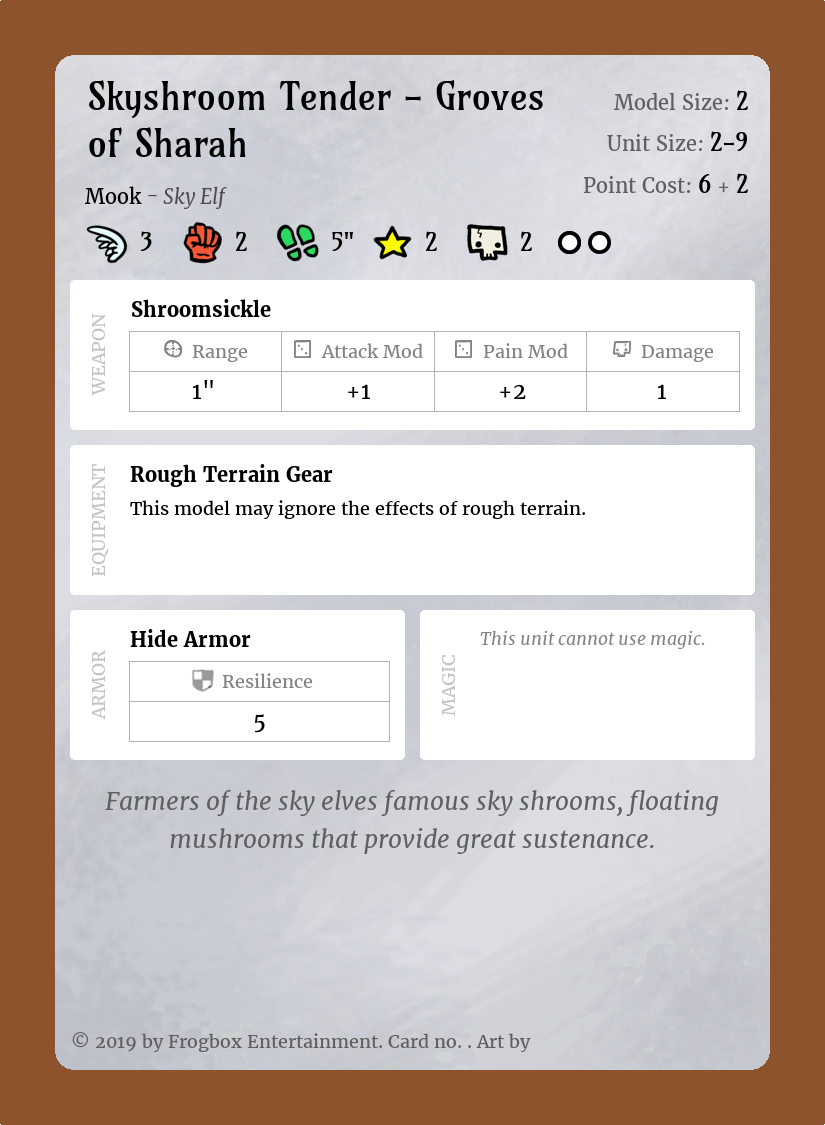 Skyshroom Tender – Groves
of Sharah
Model Size: 2
Unit Size: 2–9
Point Cost: 6 + 2
Mook – Sky Elf
3 2 5" 2 2
WEAPON
Shroomsickle
Range Attack Mod Pain Mod Damage
1" +1 +2 1
EQUIPMENT
Rough Terrain Gear
This model may ignore the effects of rough terrain.
ARMOR
Hide Armor
Resilience
5
MAGIC
This unit cannot use magic.
Farmers of the sky elves famous sky shrooms, floating
mushrooms that provide great sustenance.
© 2019 by Frogbox Entertainment. Card no. . Art by